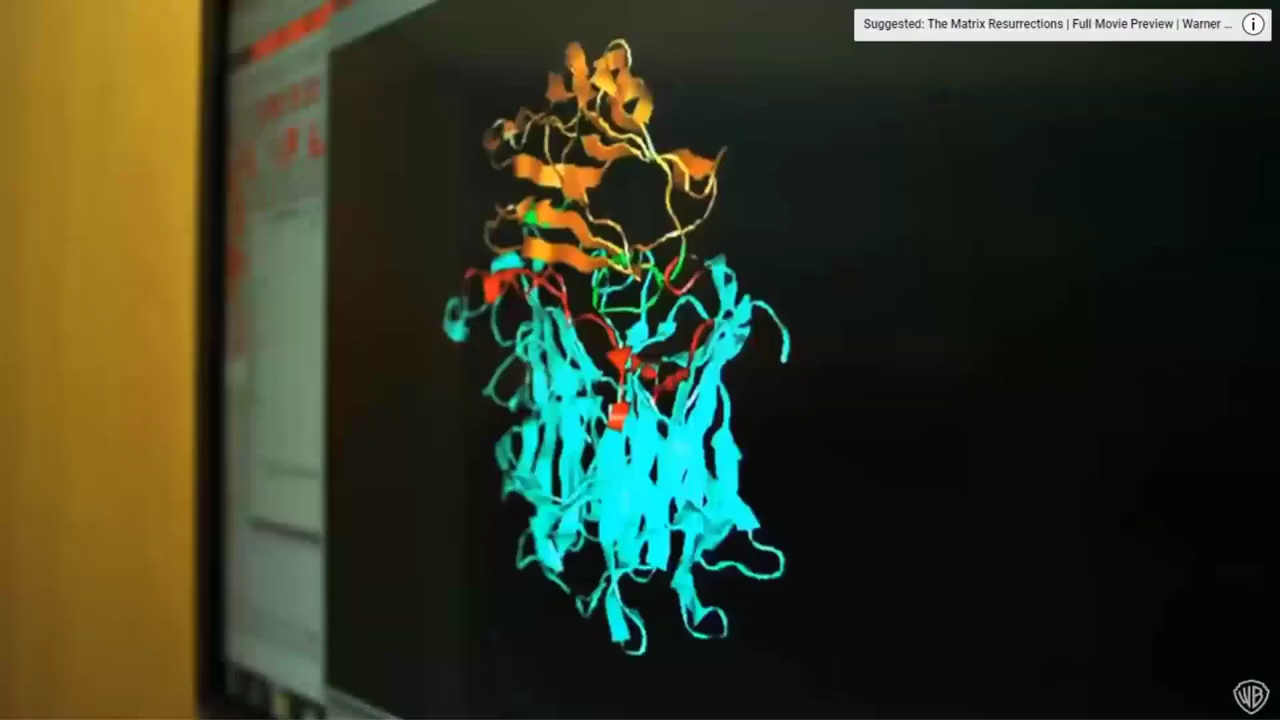 Suggested: The Matrix Resurrections | Full Movie Preview | Warner ...
WB